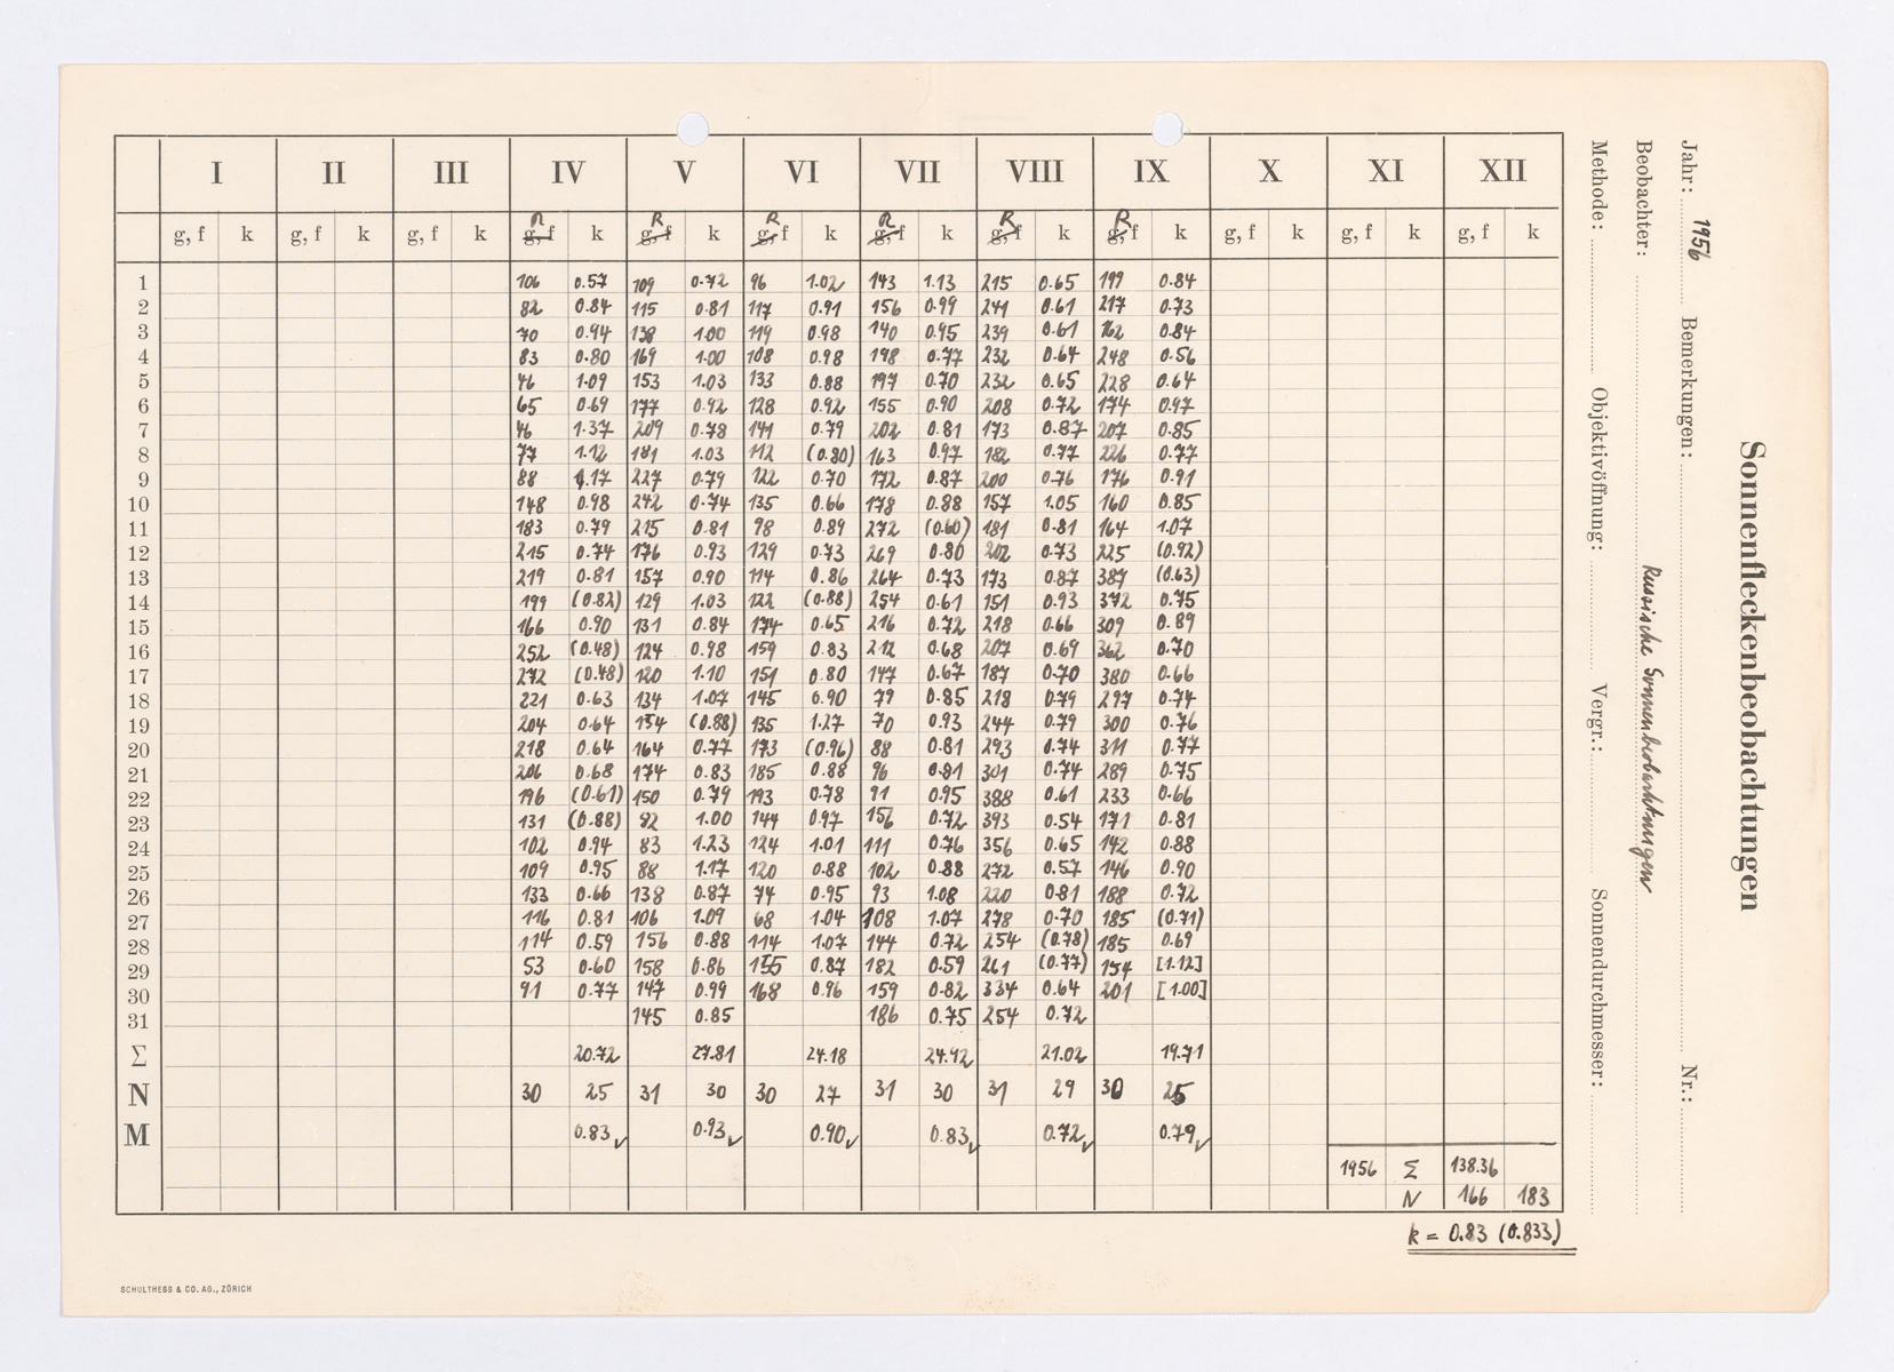 Sonnenfleckenbeobachtungen
Jahr: 1956 Bemerkungen: Nr.:
Beobachter: Russische Sonnenbeobachtungen
Methode: Objektivöffnung: Vergr.: Sonnendurchmesser:
I II III IV V VI VII VIII IX X XI XII
g, f k g, f k g, f k R g, f k R g, f k R g, f k R g, f k R g, f k R g, f k g, f k g, f k g, f k
1 106 0.57 109 0.72 96 1.02 143 1.13 215 0.65 199 0.84
2 82 0.84 115 0.81 117 0.91 156 0.99 241 0.61 217 0.73
3 70 0.94 138 1.00 119 0.98 140 0.95 239 0.61 162 0.84
4 83 0.80 169 1.00 108 0.98 198 0.77 232 0.64 248 0.56
5 46 1.09 153 1.03 133 0.88 197 0.70 232 0.65 228 0.64
6 65 0.69 177 0.92 128 0.92 155 0.90 208 0.72 174 0.97
7 46 1.37 209 0.78 141 0.79 202 0.81 173 0.87 207 0.85
8 77 1.12 181 1.03 112 (0.80) 163 0.97 182 0.77 226 0.77
9 88 1.17 227 0.79 122 0.70 172 0.87 200 0.76 176 0.91
10 148 0.98 242 0.74 135 0.66 178 0.88 157 1.05 160 0.85
11 183 0.79 215 0.81 98 0.89 272 (0.60) 181 0.81 164 1.07
12 215 0.74 176 0.93 129 0.73 269 0.80 202 0.73 225 (0.92)
13 219 0.81 157 0.90 114 0.86 264 0.73 173 0.87 387 (0.63)
14 199 (0.82) 129 1.03 122 (0.88) 254 0.61 151 0.93 372 0.75
15 166 0.90 131 0.84 174 0.65 216 0.72 218 0.66 309 0.89
16 252 (0.48) 124 0.98 159 0.83 212 0.68 207 0.69 362 0.70
17 272 (0.48) 120 1.10 151 0.80 147 0.67 187 0.70 380 0.66
18 221 0.63 134 1.07 145 0.90 79 0.85 218 0.79 297 0.74
19 204 0.64 154 (0.88) 135 1.27 70 0.93 244 0.79 300 0.76
20 218 0.64 164 0.77 173 (0.96) 88 0.81 293 0.74 311 0.77
21 206 0.68 174 0.83 185 0.88 96 0.81 301 0.74 289 0.75
22 196 (0.61) 150 0.79 193 0.78 91 0.95 388 0.61 233 0.66
23 131 (0.88) 92 1.00 144 0.97 156 0.72 393 0.54 171 0.81
24 102 0.94 83 1.23 124 1.01 111 0.76 356 0.65 142 0.88
25 109 0.95 88 1.17 120 0.88 102 0.88 272 0.57 146 0.90
26 133 0.66 138 0.87 74 0.95 93 1.08 220 0.81 188 0.72
27 116 0.81 106 1.09 68 1.04 108 1.07 278 0.70 185 (0.71)
28 114 0.59 156 0.88 114 1.07 144 0.72 254 (0.78) 185 0.69
29 53 0.60 158 0.86 155 0.87 182 0.59 261 (0.77) 154 [1.12]
30 91 0.77 147 0.99 168 0.96 159 0.82 334 0.64 201 [1.00]
31 145 0.85 186 0.75 254 0.72
Σ 20.72 27.81 24.18 24.92 21.02 19.71
N 30 25 31 30 30 27 31 30 31 29 30 25
M 0.83✓ 0.93✓ 0.90✓ 0.83✓ 0.72✓ 0.79✓
1956 Σ 138.36
N 166 183
k = 0.83 (0.833)
SCHULTHESS & CO. AG., ZÜRICH